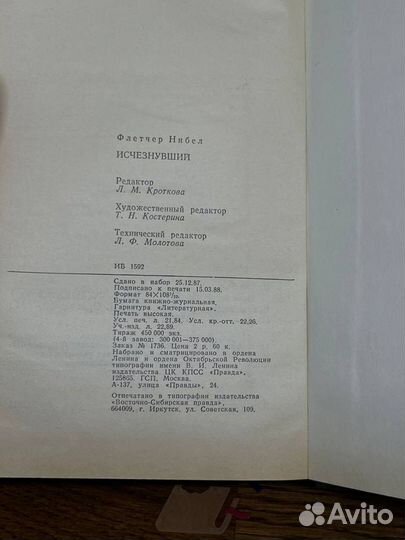 Флетчер Нибел
ИСЧЕЗНУВШИЙ
Редактор
Л. М. Кроткова
Художественный редактор
Т. Н. Костерина
Технический редактор
Л. Ф. Молотова
ИБ 1592
Сдано в набор 25.12.87.
Подписано к печати 15.03.88.
Формат 84×108¹/₃₂.
Бумага книжно-журнальная,
Гарнитура «Литературная».
Печать высокая.
Усл. печ. л. 21,84. Усл. кр.-отт. 22,26.
Уч.-изд. л. 22,89.
Тираж 450 000 экз.
(4-й завод: 300 001—375 000)
Заказ № 1736. Цена 2 р. 60 к.
Набрано и сматрицировано в ордена
Ленина и ордена Октябрьской Революции
типографии имени В. И. Ленина
издательства ЦК КПСС «Правда»,
125865. ГСП, Москва.
А-137, улица «Правды», 24.
Отпечатано в типографии издательства
«Восточно-Сибирская правда»,
664009, г. Иркутск, ул. Советская, 109.
Avito